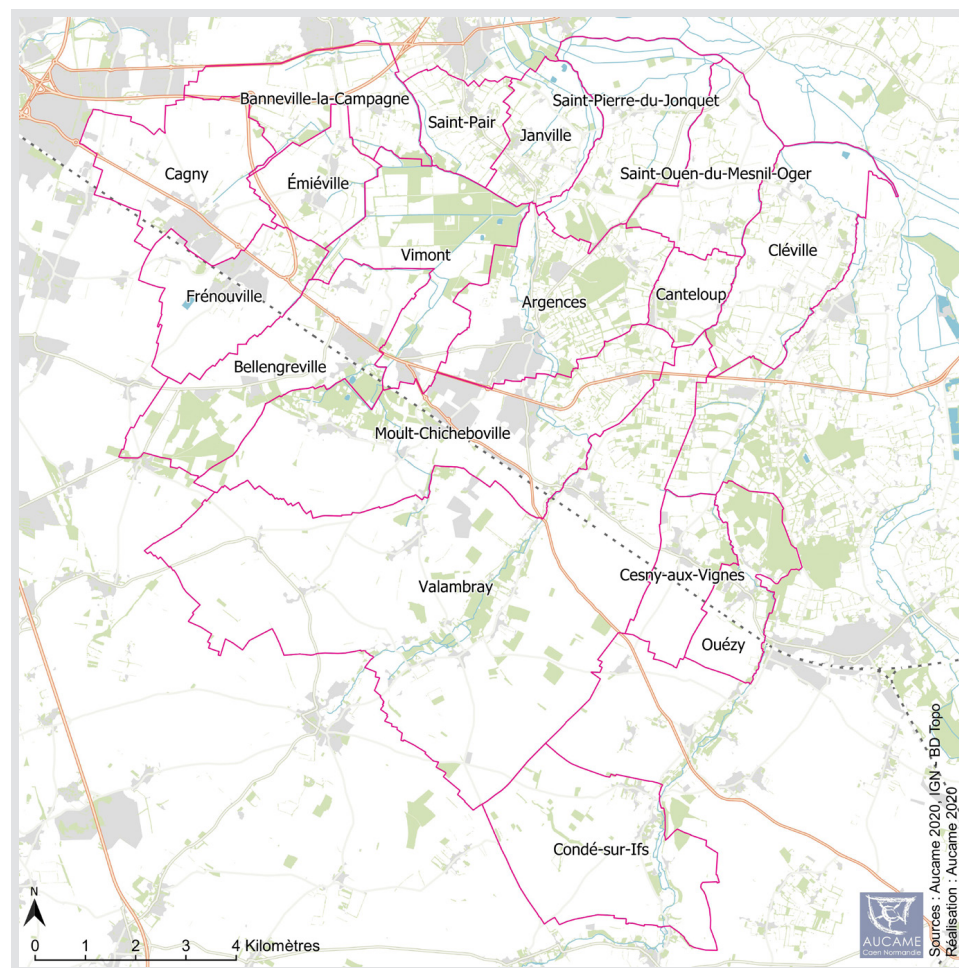 Banneville-la-Campagne
Saint-Pierre-du-Jonquet
Saint-Pair
Janville
Cagny
Émiéville
Saint-Ouen-du-Mesnil-Oger
Vimont
Cléville
Frénouville
Argences
Canteloup
Bellengreville
Moult-Chicheboville
Valambray
Cesny-aux-Vignes
Ouézy
Condé-sur-Ifs
N
0 1 2 3 4 Kilomètres
AUCAME
Caen Normandie
Sources : Aucame 2020, IGN - BD Topo
Réalisation : Aucame 2020